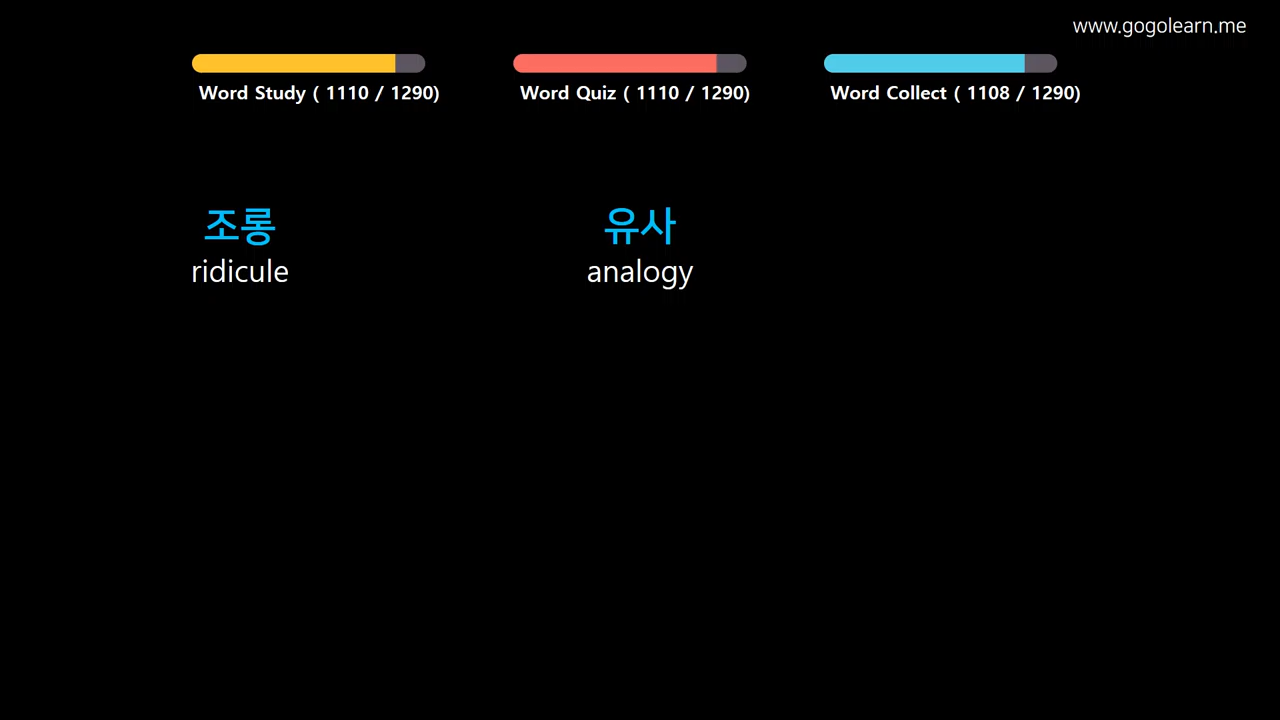 www.gogolearn.me
Word Study ( 1110 / 1290)
Word Quiz ( 1110 / 1290)
Word Collect ( 1108 / 1290)
조롱
ridicule
유사
analogy